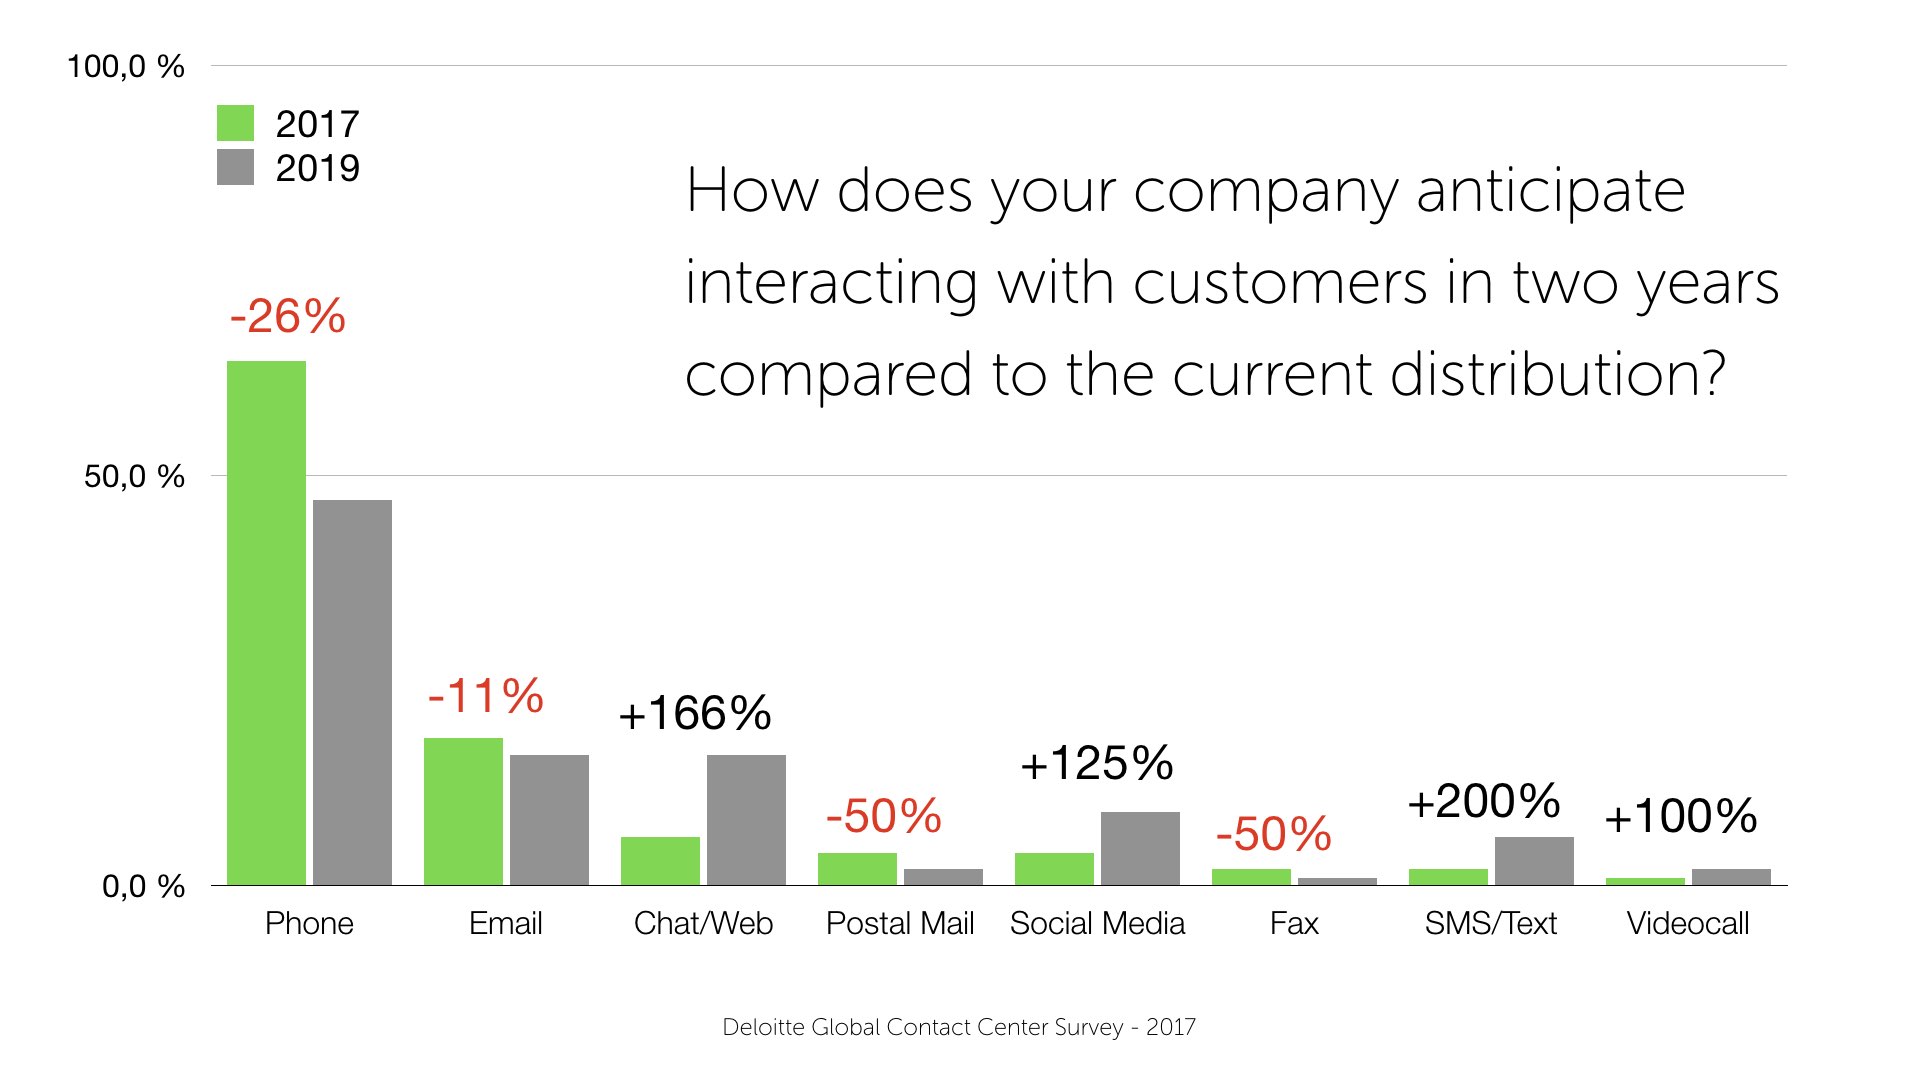 100,0 %
2017
2019
How does your company anticipate
interacting with customers in two years
compared to the current distribution?
-26%
50,0 %
-11%
+166%
+125%
-50%
-50%
+200%
+100%
0,0 %
Phone
Email
Chat/Web
Postal Mail
Social Media
Fax
SMS/Text
Videocall
Deloitte Global Contact Center Survey - 2017